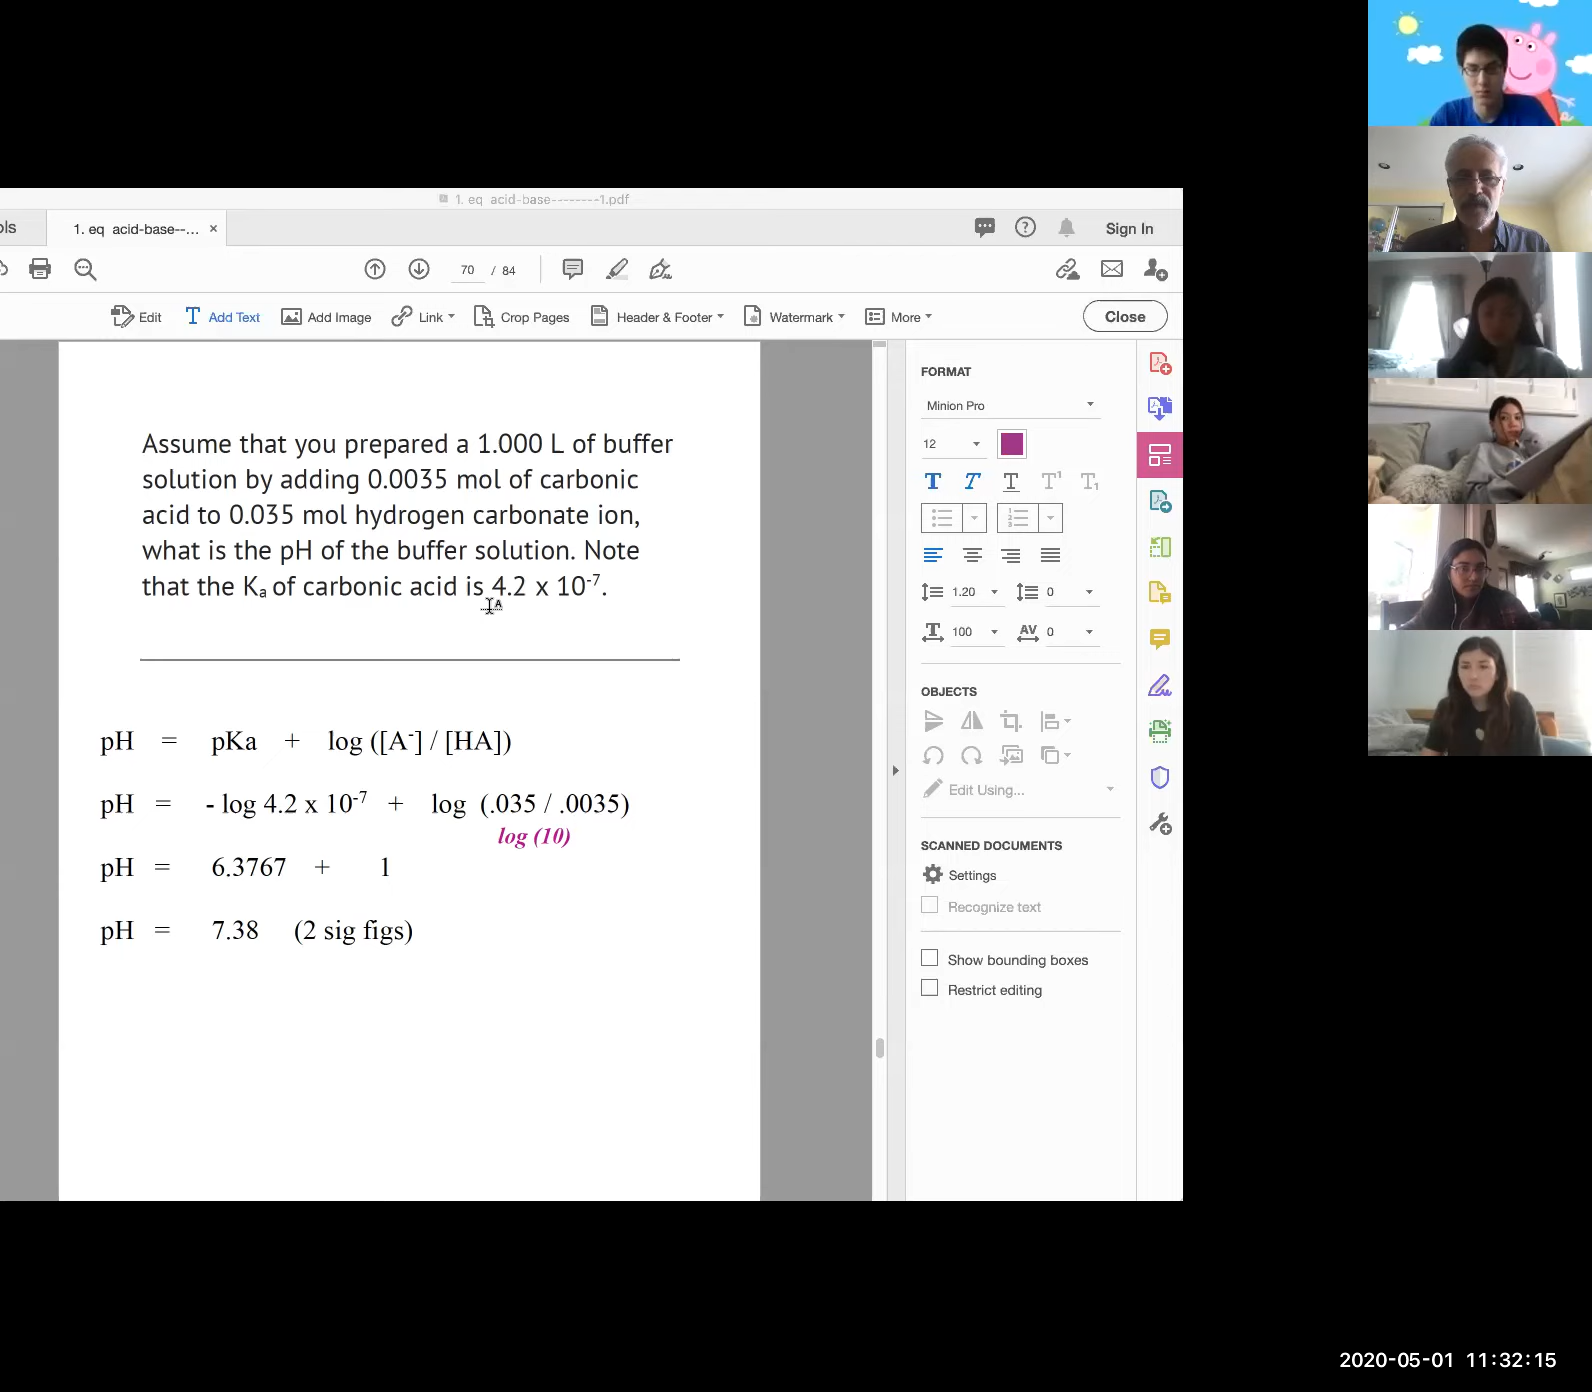 1. eq acid-base--------1.pdf
ols
1. eq acid-base--... ×
Sign In
70 / 84
Edit Add Text Add Image Link Crop Pages Header & Footer Watermark More Close
Assume that you prepared a 1.000 L of buffer
solution by adding 0.0035 mol of carbonic
acid to 0.035 mol hydrogen carbonate ion,
what is the pH of the buffer solution. Note
that the Kₐ of carbonic acid is 4.2 x 10⁻⁷.
pH = pKa + log ([A⁻] / [HA])
pH = - log 4.2 x 10⁻⁷ + log (.035 / .0035)
log (10)
pH = 6.3767 + 1
pH = 7.38 (2 sig figs)
FORMAT
Minion Pro
12
T T T T¹ T₁
1.20 0
100 AV 0
OBJECTS
Edit Using...
SCANNED DOCUMENTS
Settings
Recognize text
Show bounding boxes
Restrict editing
2020-05-01 11:32:15